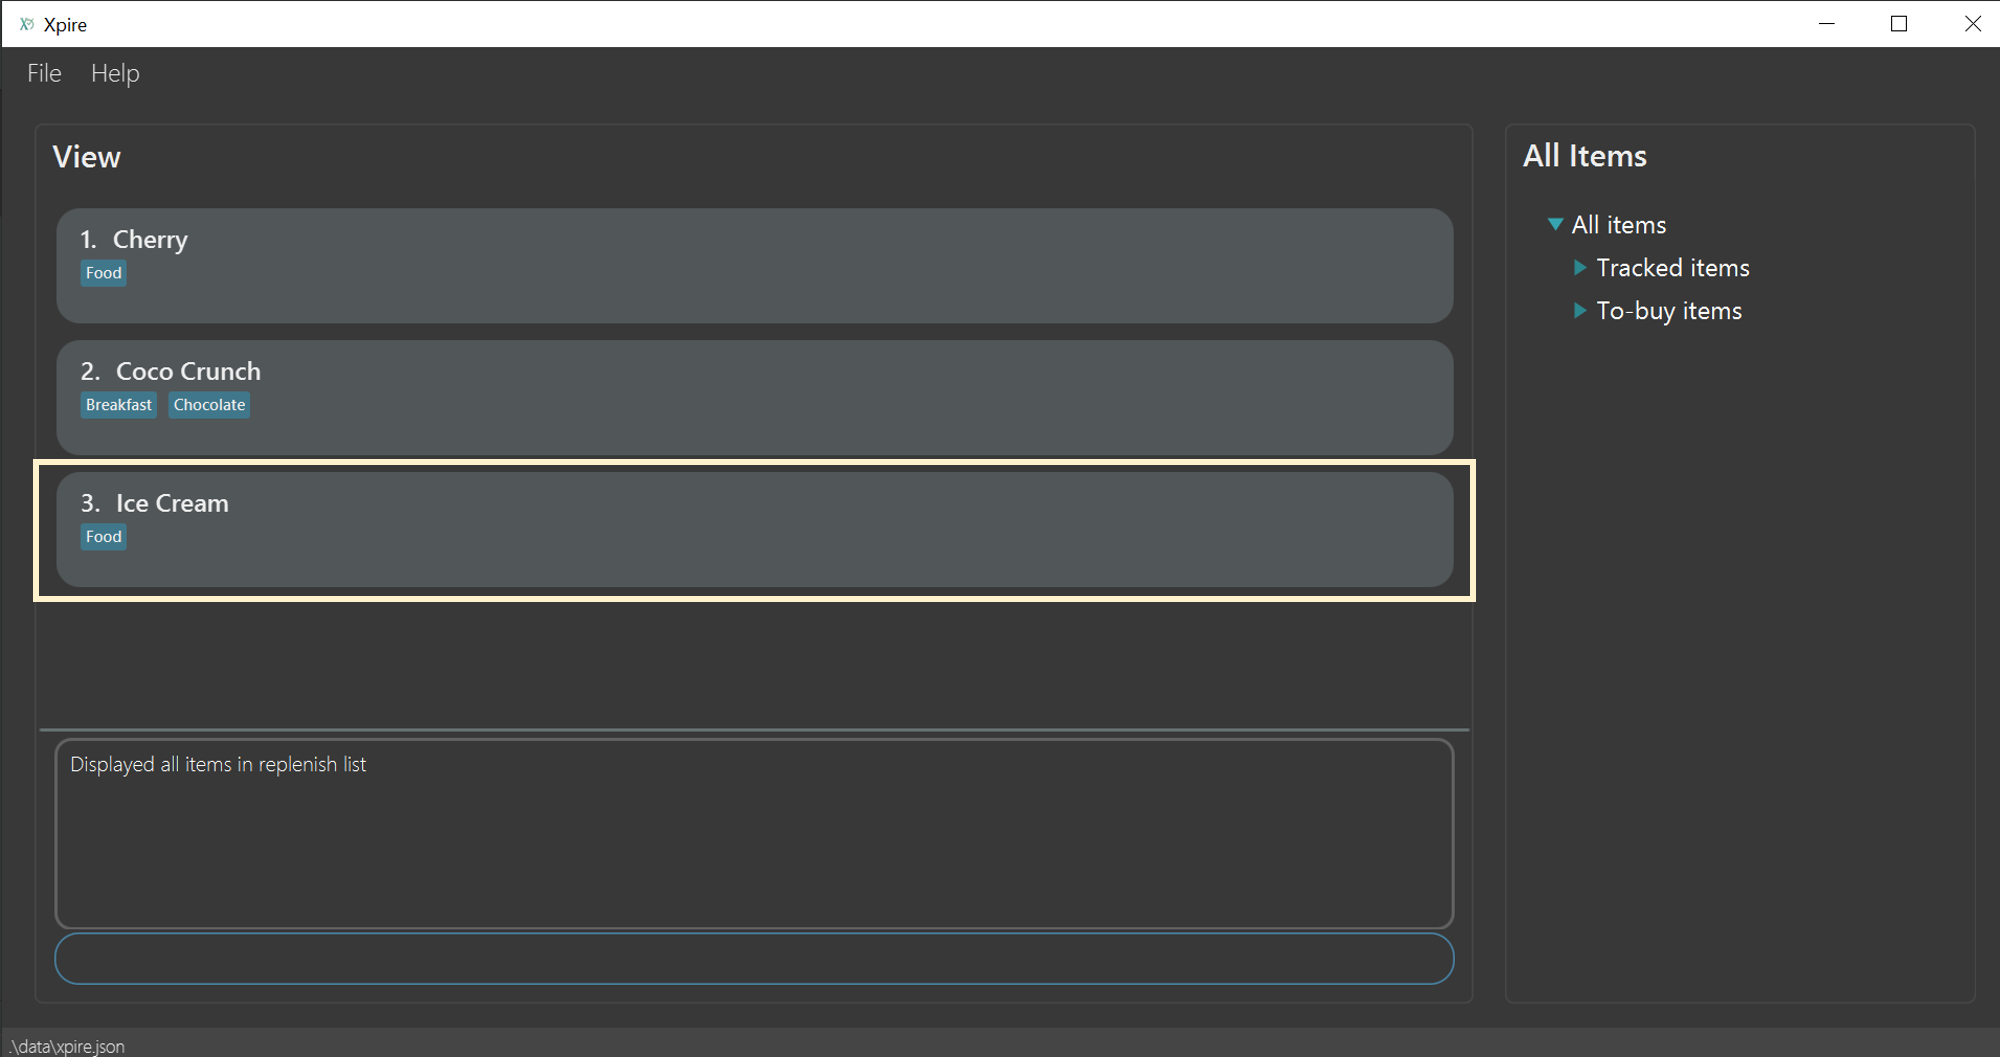 Xpire
File Help
View
1. Cherry
Food
2. Coco Crunch
Breakfast Chocolate
3. Ice Cream
Food
Displayed all items in replenish list
All Items
All items
Tracked items
To-buy items
.\data\xpire.json